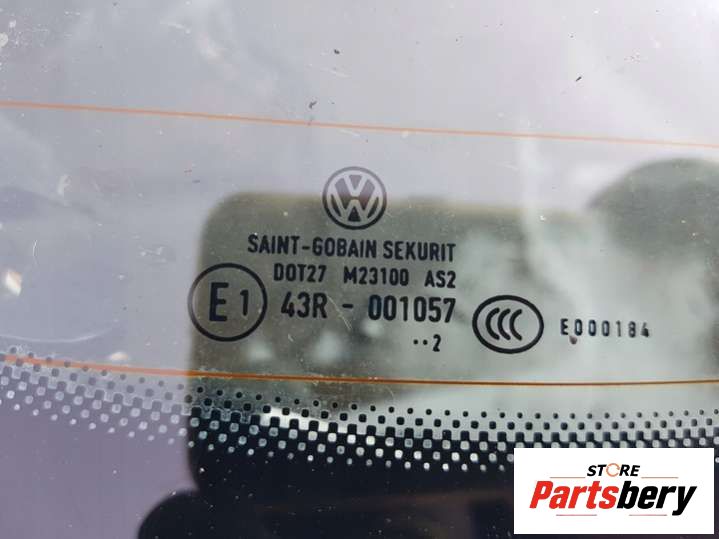 SAINT-GOBAIN SEKURIT
DOT27 M23100 AS2
E1 43R - 001057
··2
CCC E000184
STORE
Partsbery